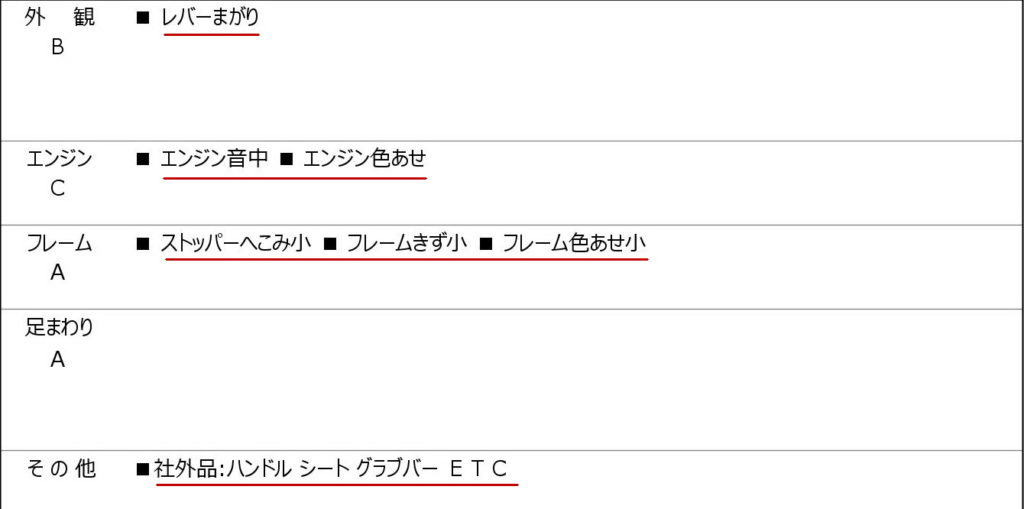 外 観 ■ レバーまがり
B
エンジン ■ エンジン音中 ■ エンジン色あせ
C
フレーム ■ ストッパーへこみ小 ■ フレームきず小 ■ フレーム色あせ小
A
足まわり
A
その他 ■社外品:ハンドル シート グラブバー ＥＴＣ